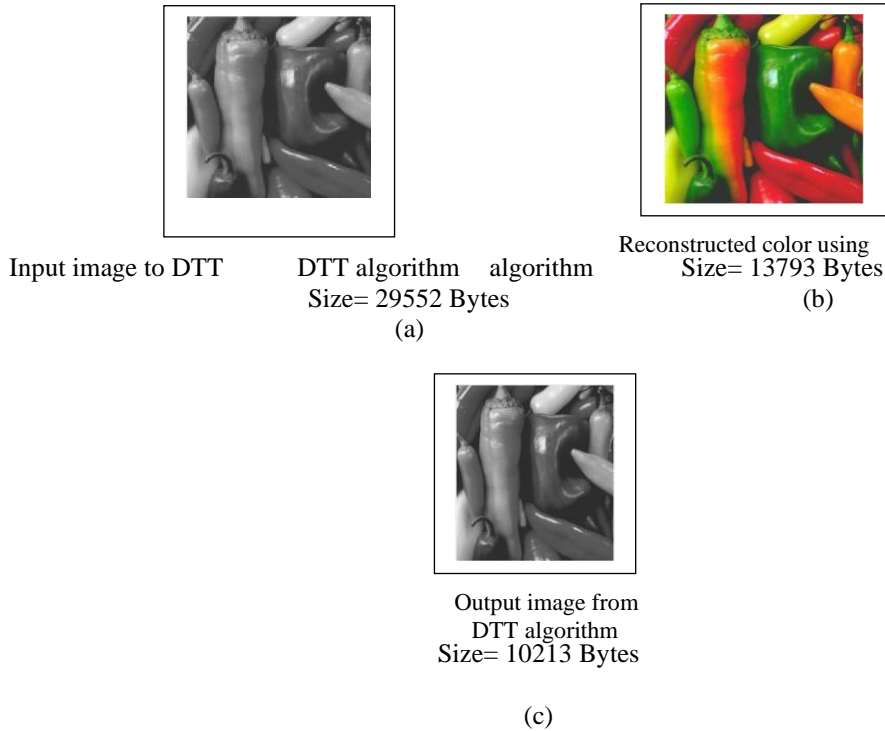 Reconstructed color using
Input image to DTT DTT algorithm algorithm Size= 13793 Bytes
Size= 29552 Bytes (b)
(a)
Output image from
DTT algorithm
Size= 10213 Bytes
(c)